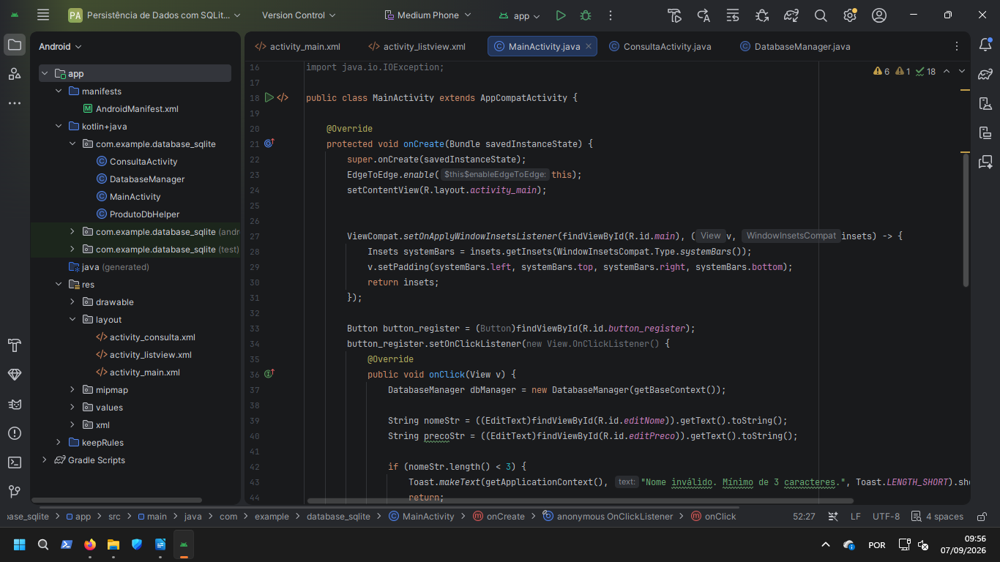 PA Persistência de Dados com SQLit... Version Control Medium Phone app
Android
app
manifests
AndroidManifest.xml
kotlin+java
com.example.database_sqlite
ConsultaActivity
DatabaseManager
MainActivity
ProdutoDbHelper
com.example.database_sqlite (andr
com.example.database_sqlite (test)
java (generated)
res
drawable
layout
activity_consulta.xml
activity_listview.xml
activity_main.xml
mipmap
values
xml
keepRules
Gradle Scripts
activity_main.xml activity_listview.xml MainActivity.java ConsultaActivity.java DatabaseManager.java
6 1 18
16 import java.io.IOException;
17
18 public class MainActivity extends AppCompatActivity {
19
20 @Override
21 protected void onCreate(Bundle savedInstanceState) {
22 super.onCreate(savedInstanceState);
23 EdgeToEdge.enable( $this$enableEdgeToEdge: this);
24 setContentView(R.layout.activity_main);
25
26
27 ViewCompat.setOnApplyWindowInsetsListener(findViewById(R.id.main), ( View v, WindowInsetsCompat insets) -> {
28 Insets systemBars = insets.getInsets(WindowInsetsCompat.Type.systemBars());
29 v.setPadding(systemBars.left, systemBars.top, systemBars.right, systemBars.bottom);
30 return insets;
31 });
32
33 Button button_register = (Button)findViewById(R.id.button_register);
34 button_register.setOnClickListener(new View.OnClickListener() {
35 @Override
36 public void onClick(View v) {
37 DatabaseManager dbManager = new DatabaseManager(getBaseContext());
38
39 String nomeStr = ((EditText)findViewById(R.id.editNome)).getText().toString();
40 String precoStr = ((EditText)findViewById(R.id.editPreco)).getText().toString();
41
42 if (nomeStr.length() < 3) {
43 Toast.makeText(getApplicationContext(), text: "Nome inválido. Mínimo de 3 caracteres.", Toast.LENGTH_SHORT).sho
44 return;
base_sqlite > app > src > main > java > com > example > database_sqlite > MainActivity > onCreate > anonymous OnClickListener > onClick 52:27 LF UTF-8 4 spaces
POR
09:56
07/09/2026